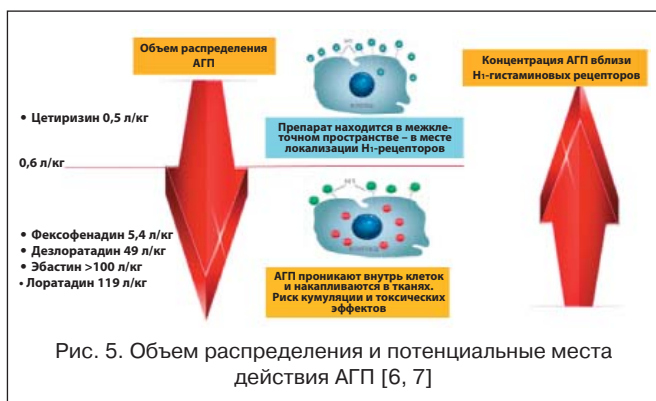 Объем распределения
АГП
Концентрация АГП вблизи
H1-гистаминовых рецепторов
• Цетиризин 0,5 л/кг
Препарат находится в межкле-
точном пространстве – в месте
локализации H1-рецепторов
0,6 л/кг
• Фексофенадин 5,4 л/кг
• Дезлоратадин 49 л/кг
• Эбастин >100 л/кг
• Лоратадин 119 л/кг
АГП проникают внутрь клеток
и накапливаются в тканях.
Риск кумуляции и токсических
эффектов
Рис. 5. Объем распределения и потенциальные места
действия АГП [6, 7]